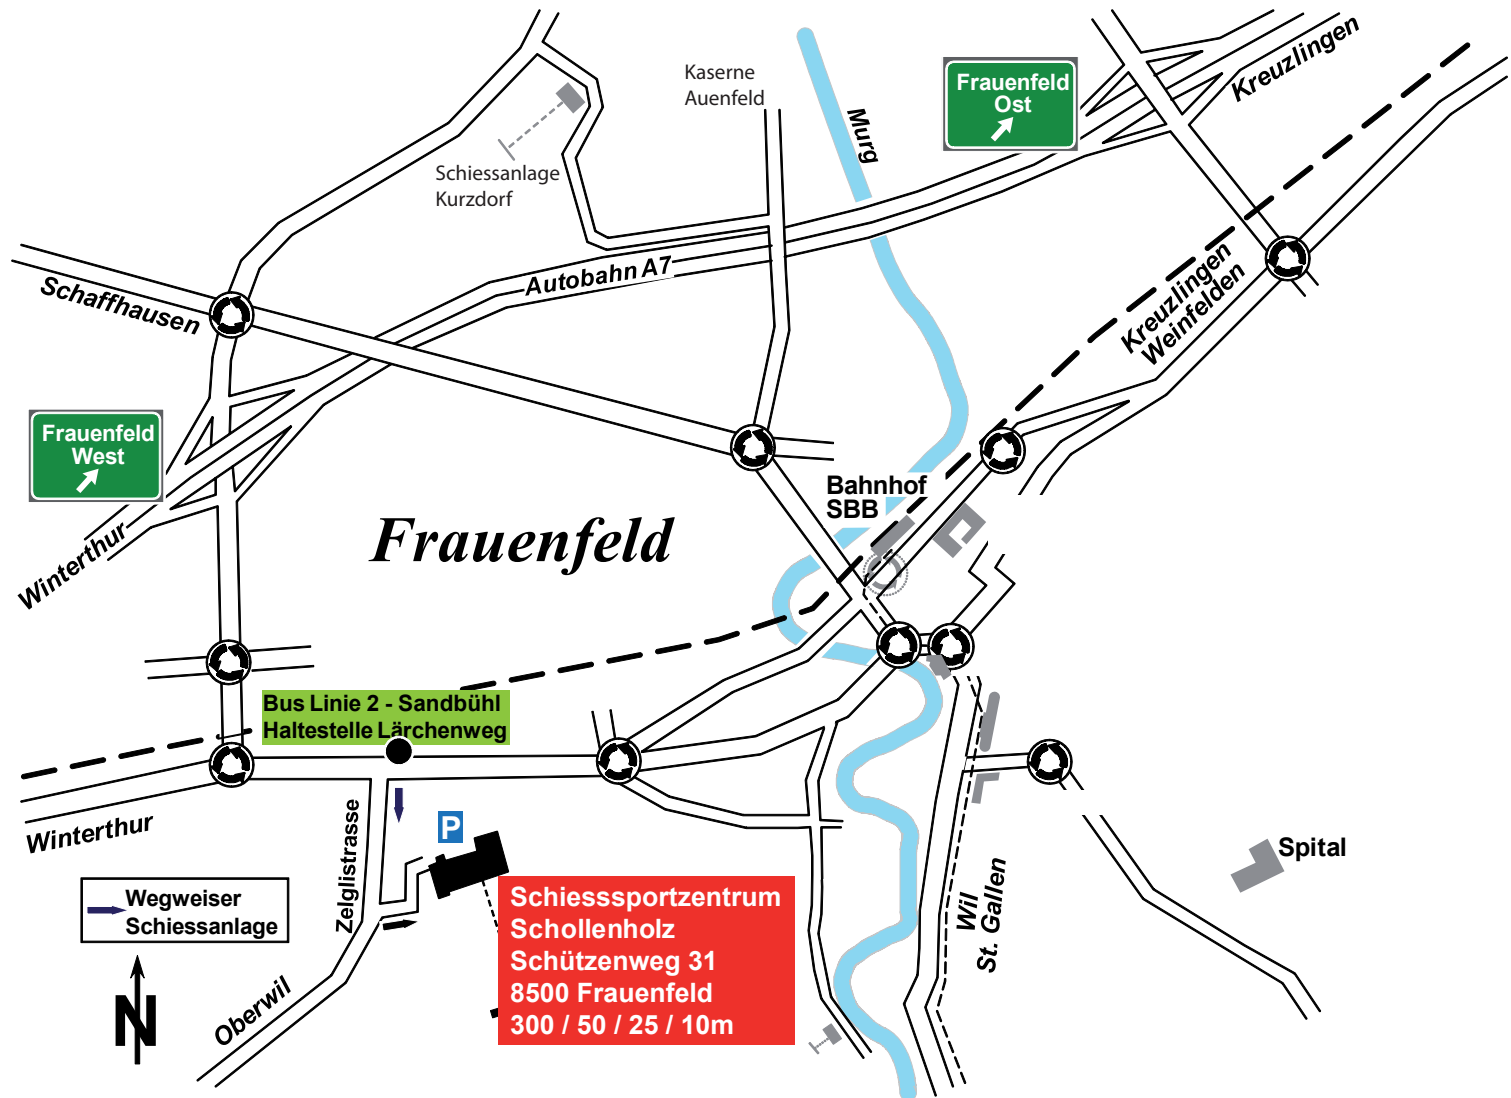 Kaserne
Auenfeld
Murg
Frauenfeld
Ost
Kreuzlingen
Schiessanlage
Kurzdorf
Schaffhausen
Autobahn A7
Kreuzlingen
Weinfelden
Frauenfeld
West
Winterthur
Frauenfeld
Bahnhof
SBB
Bus Linie 2 - Sandbühl
Haltestelle Lärchenweg
Winterthur
Zelglistrasse
P
Wegweiser
Schiessanlage
N
Oberwil
Schiesssportzentrum
Schollenholz
Schützenweg 31
8500 Frauenfeld
300 / 50 / 25 / 10m
Wil
St. Gallen
Spital